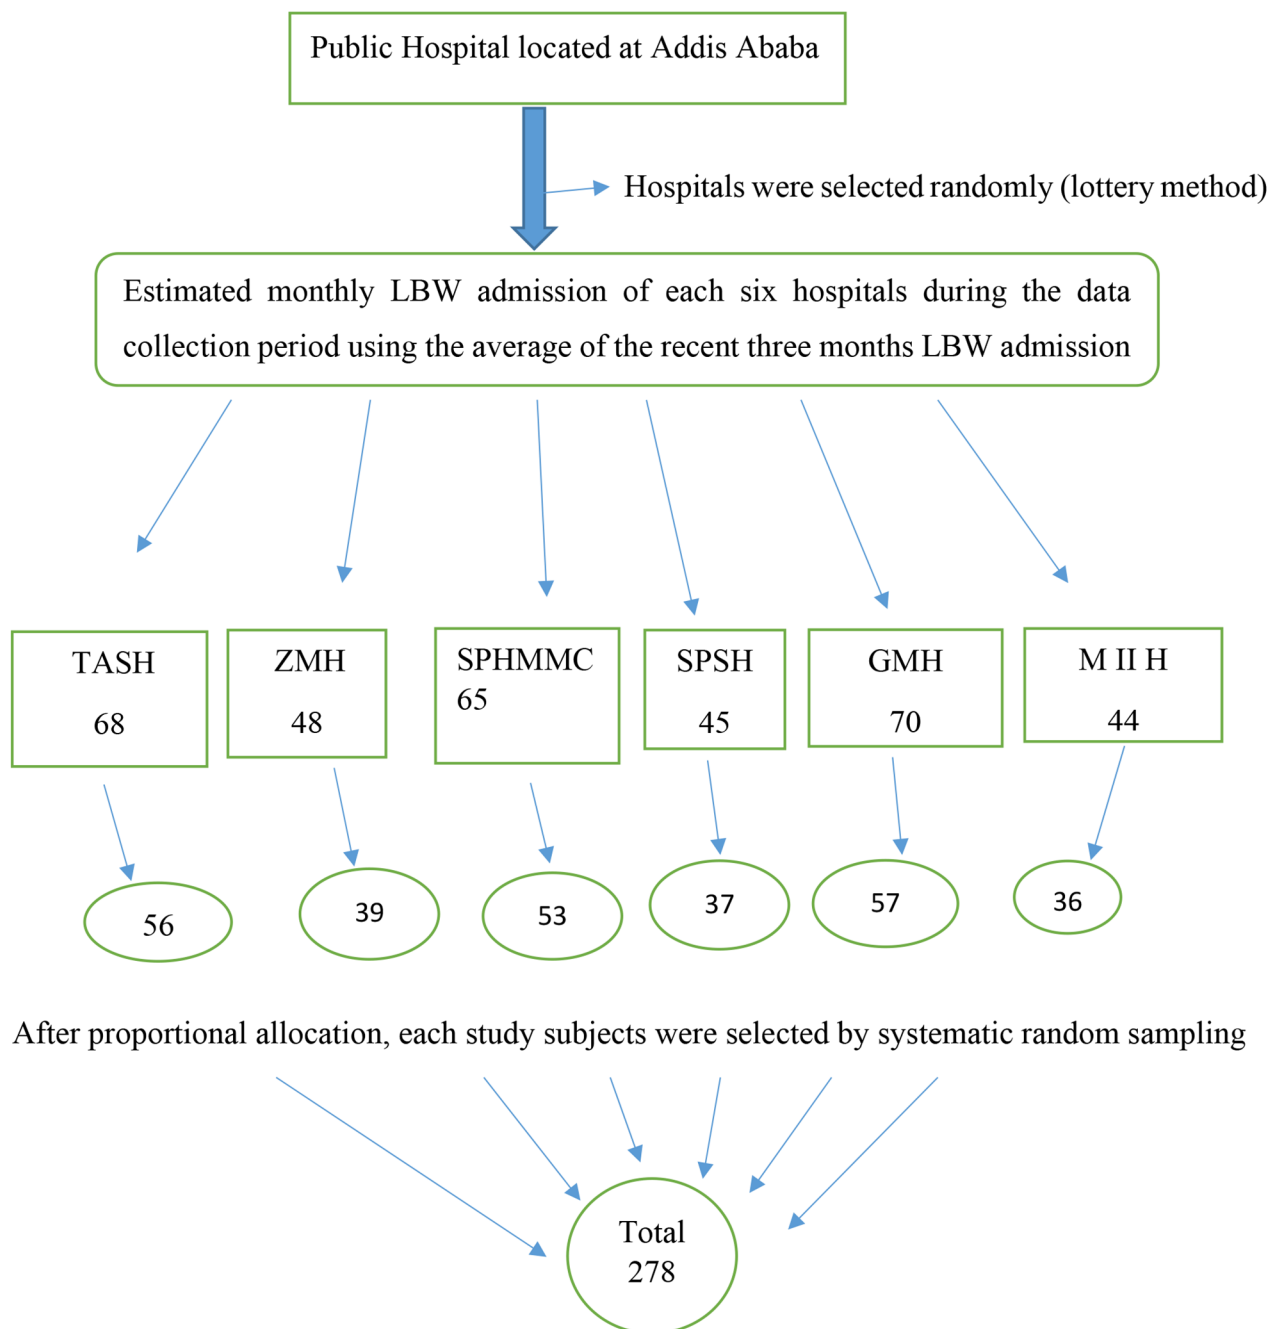 Public Hospital located at Addis Ababa
Hospitals were selected randomly (lottery method)
Estimated monthly LBW admission of each six hospitals during the data
collection period using the average of the recent three months LBW admission
TASH
68
ZMH
48
SPHMMC
65
SPSH
45
GMH
70
M II H
44
56
39
53
37
57
36
After proportional allocation, each study subjects were selected by systematic random sampling
Total
278